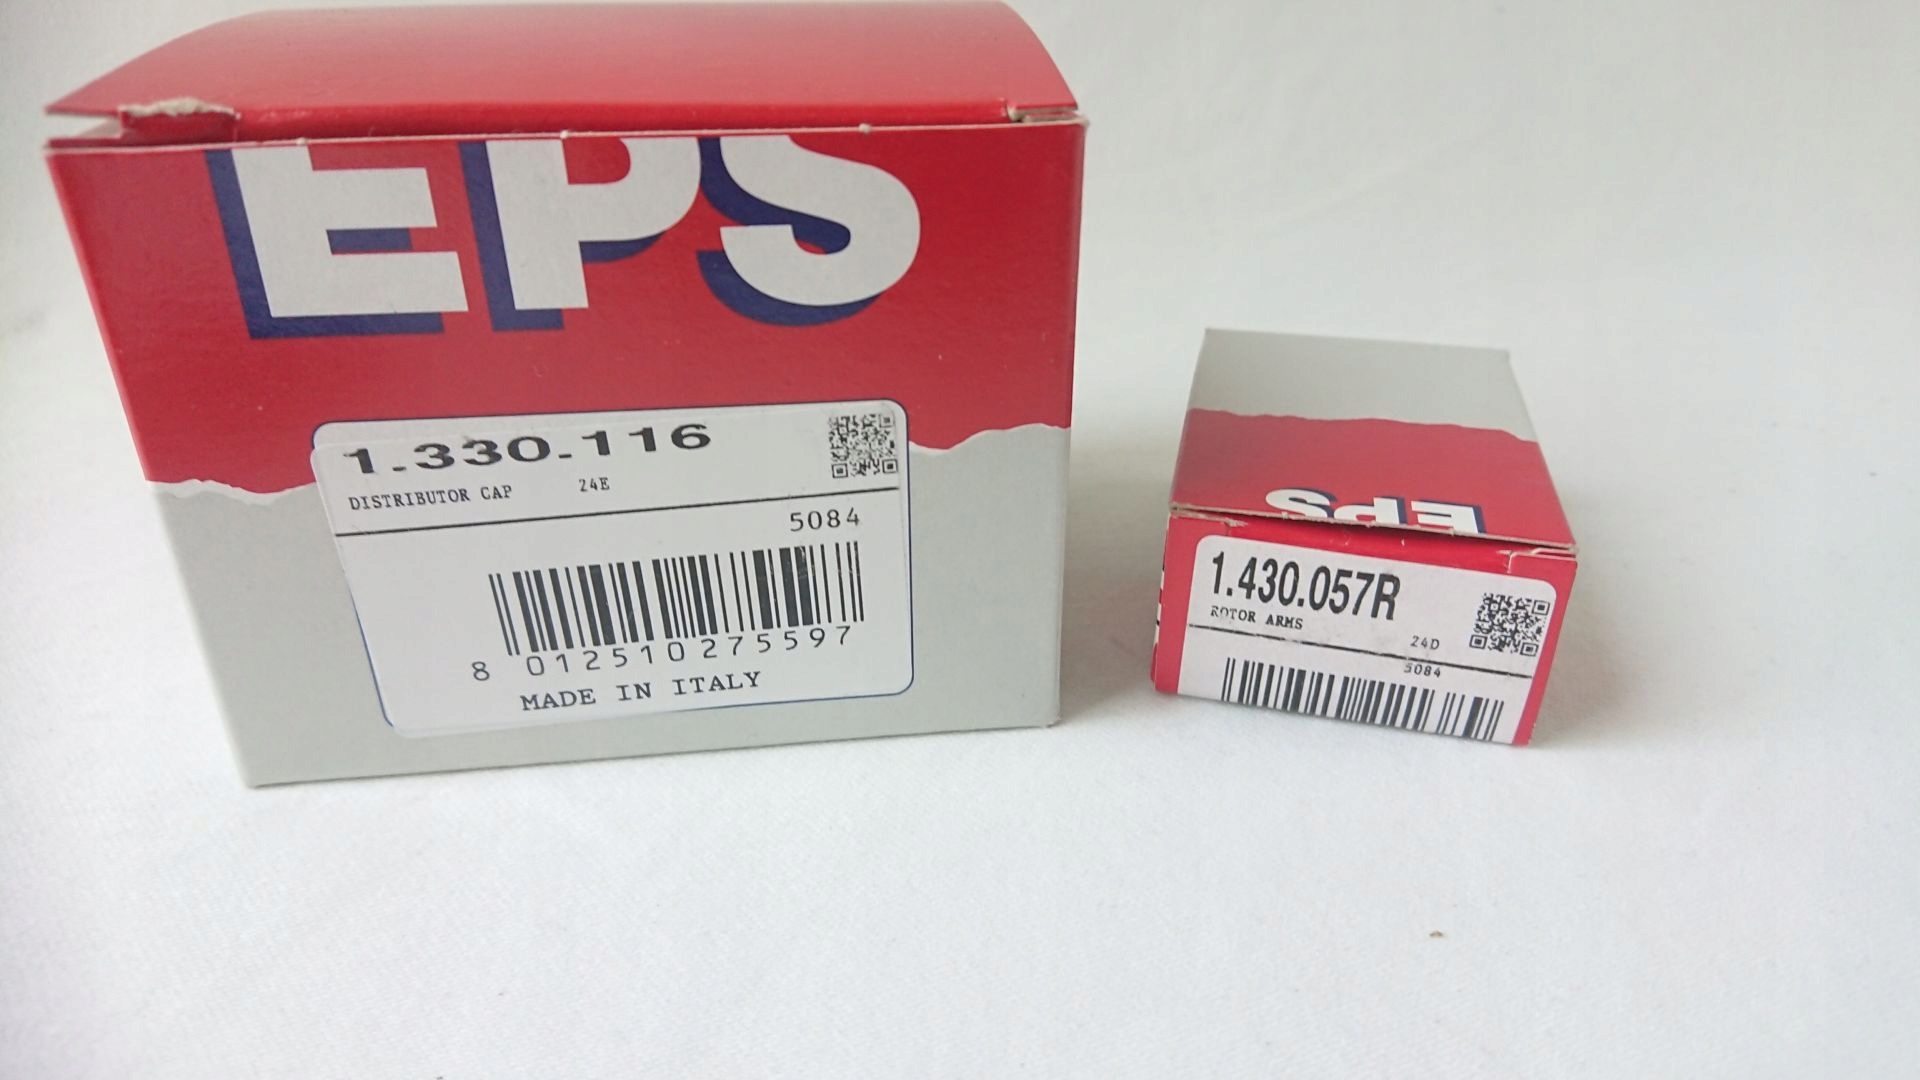 EPS
1.330.116
DISTRIBUTOR CAP 24E
5084
8 012510 275597
MADE IN ITALY
EPS
1.430.057R
ROTOR ARMS
24D
5084